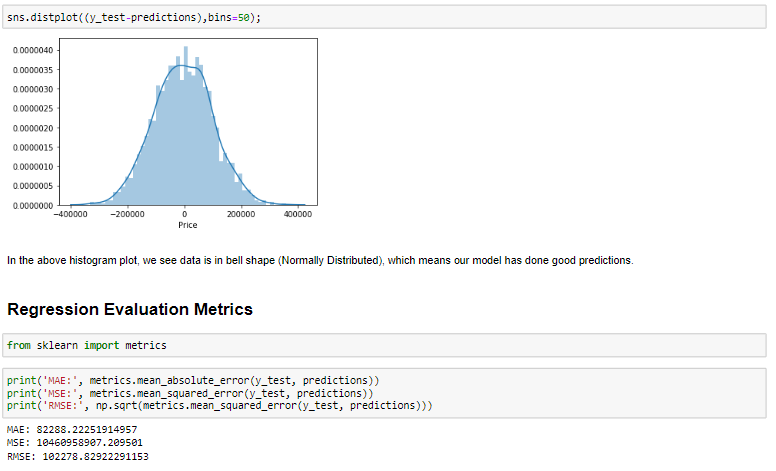 sns.distplot((y_test-predictions),bins=50);
0.0000040
0.0000035
0.0000030
0.0000025
0.0000020
0.0000015
0.0000010
0.0000005
0.0000000
−400000 −200000 0 200000 400000
Price
In the above histogram plot, we see data is in bell shape (Normally Distributed), which means our model has done good predictions.
Regression Evaluation Metrics
from sklearn import metrics
print('MAE:', metrics.mean_absolute_error(y_test, predictions))
print('MSE:', metrics.mean_squared_error(y_test, predictions))
print('RMSE:', np.sqrt(metrics.mean_squared_error(y_test, predictions)))
MAE: 82288.22251914957
MSE: 10460958907.209501
RMSE: 102278.82922291153